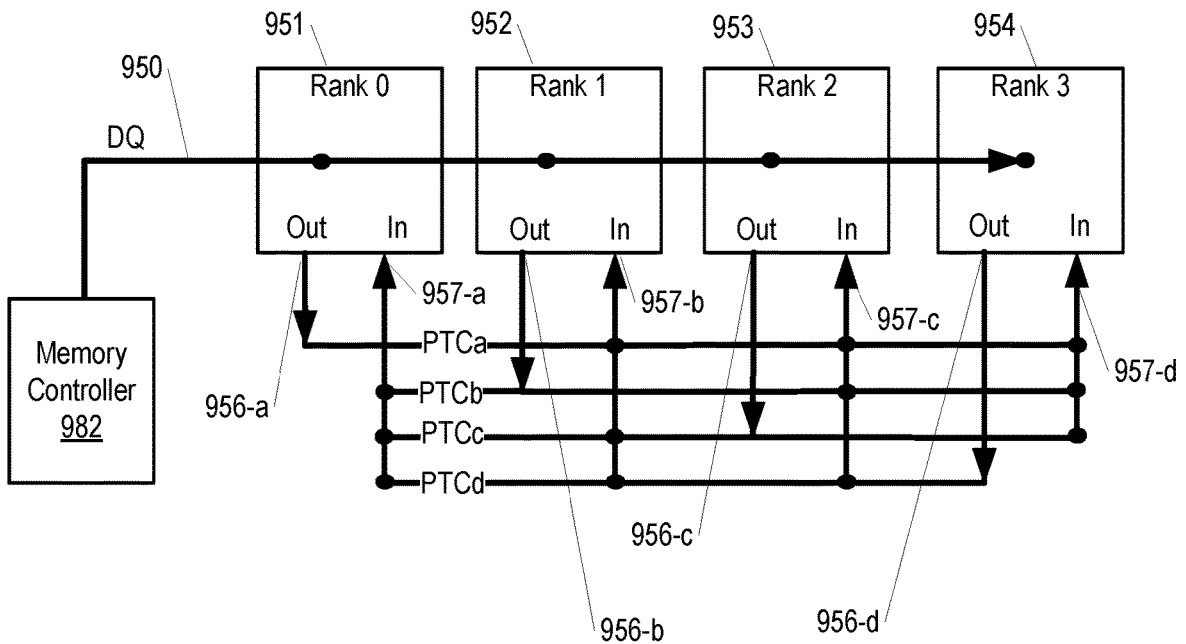 951
952
953
954
950
Rank 0
Rank 1
Rank 2
Rank 3
DQ
Out In
Out In
Out In
Out In
957-a
957-b
957-c
957-d
Memory
Controller
982
956-a
PTCa
PTCb
PTCc
PTCd
956-c
956-b
956-d